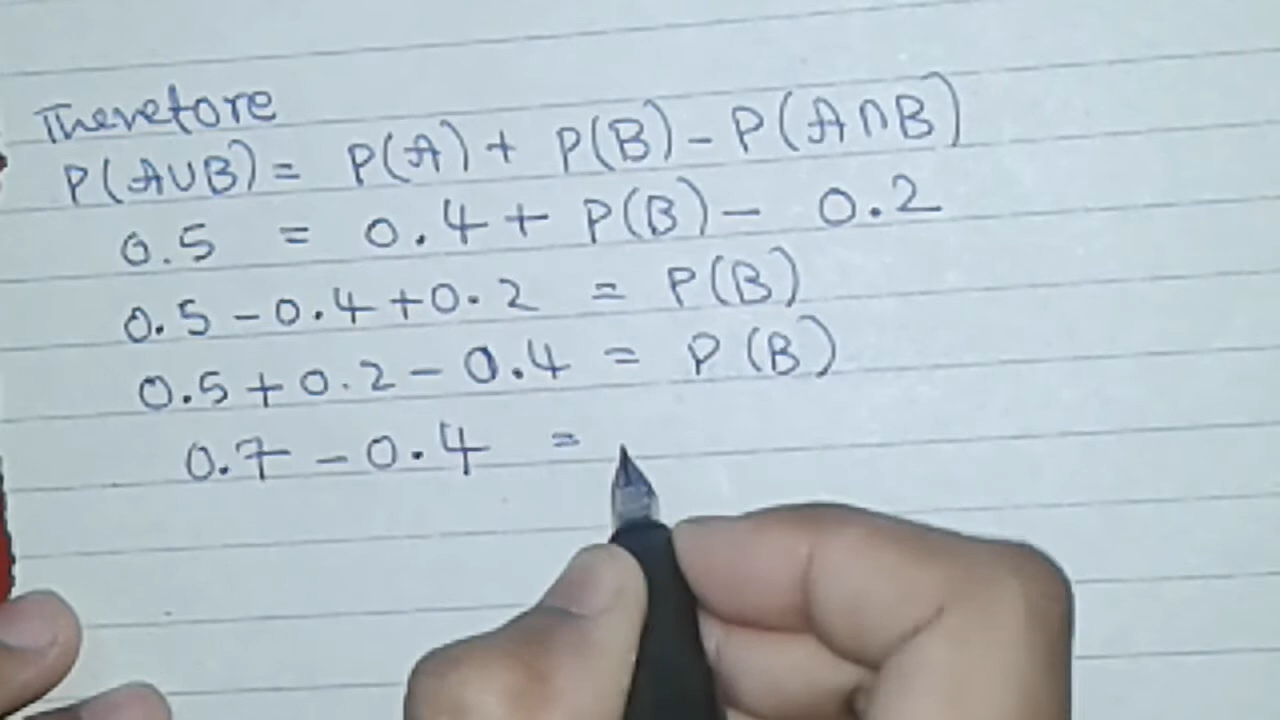 Therefore
P(A∪B) = P(A) + P(B) - P(A∩B)
0.5 = 0.4 + P(B) - 0.2
0.5 - 0.4 + 0.2 = P(B)
0.5 + 0.2 - 0.4 = P(B)
0.7 - 0.4 =